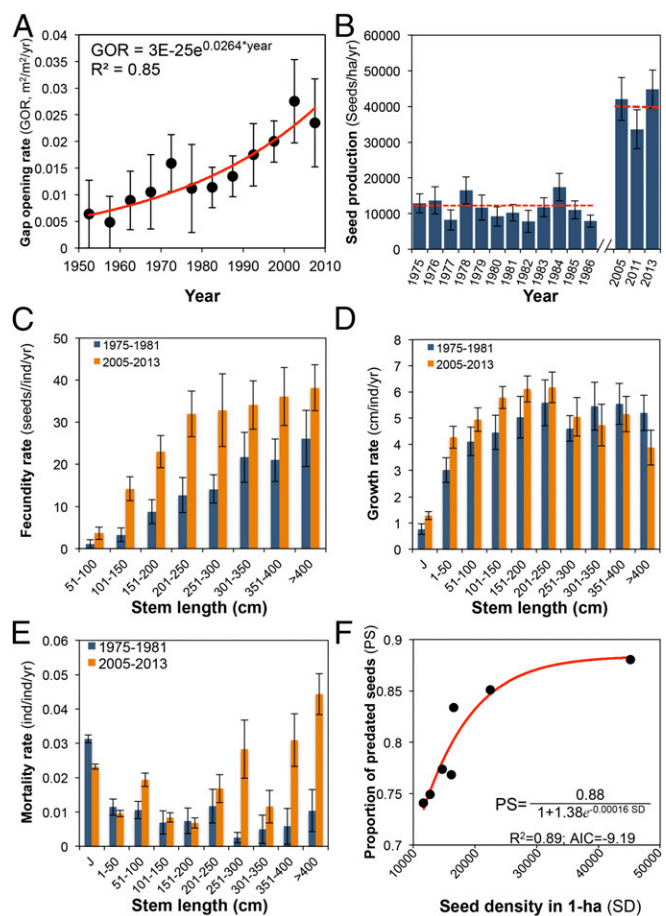 A
GOR = 3E-25e^0.0264*year
R² = 0.85
Gap opening rate (GOR, m²/m²/yr)
0.04
0.035
0.03
0.025
0.02
0.015
0.01
0.005
0
1950 1960 1970 1980 1990 2000 2010
Year
B
Seed production (Seeds/ha/yr)
60000
50000
40000
30000
20000
10000
0
1975 1976 1977 1978 1979 1980 1981 1982 1983 1984 1985 1986 // 2005 2011 2013
Year
C
1975-1981
2005-2013
Fecundity rate (seeds//ind/yr)
50
40
30
20
10
0
51-100 101-150 151-200 201-250 251-300 301-350 351-400 >400
Stem length (cm)
D
1975-1981
2005-2013
Growth rate (cm/ind/yr)
8
7
6
5
4
3
2
1
0
J 1-50 51-100 101-150 151-200 201-250 251-300 301-350 351-400 >400
Stem length (cm)
E
1975-1981
2005-2013
Mortality rate (ind/ind/yr)
0.06
0.05
0.04
0.03
0.02
0.01
0
J 1-50 51-100 101-150 151-200 201-250 251-300 301-350 351-400 >400
Stem length (cm)
F
Proportion of predated seeds (PS)
0.9
0.85
0.8
0.75
0.7
PS= 0.88
1+1.38e^-0.00016 SD
R²=0.89; AIC=-9.19
10000 20000 30000 40000 50000
Seed density in 1-ha (SD)